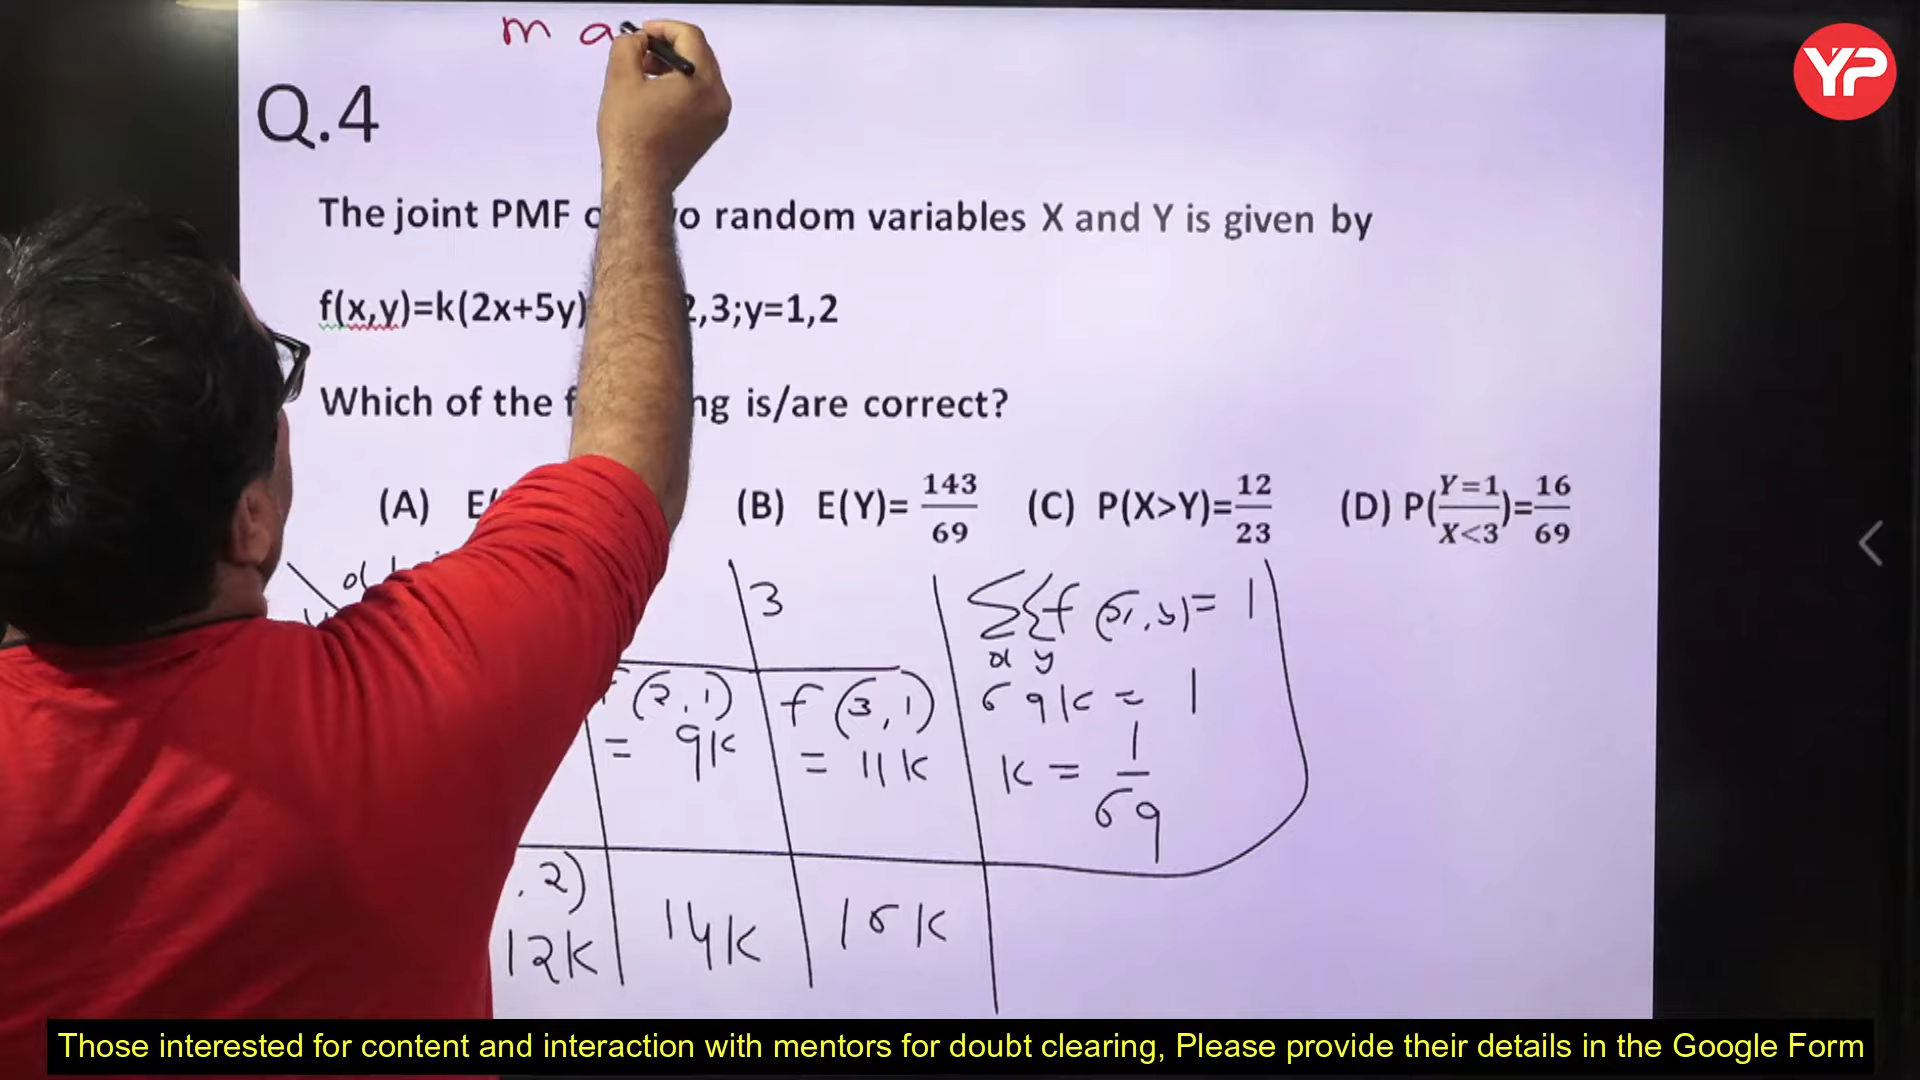 m a
YP
Q.4
The joint PMF random variables X and Y is given by
f(x,y)=k(2x+5y) 2,3;y=1,2
Which of the is/are correct?
(A) (B) E(Y)= 143/69 (C) P(X>Y)=12/23 (D) P(Y=1/X<3)=16/69
3 ΣΣf(x,y)= 1
x y
(2,1) f(3,1) 69k = 1
= 9k = 11k k = 1/69
,2)
12k 14k 16k
Those interested for content and interaction with mentors for doubt clearing, Please provide their details in the Google Form